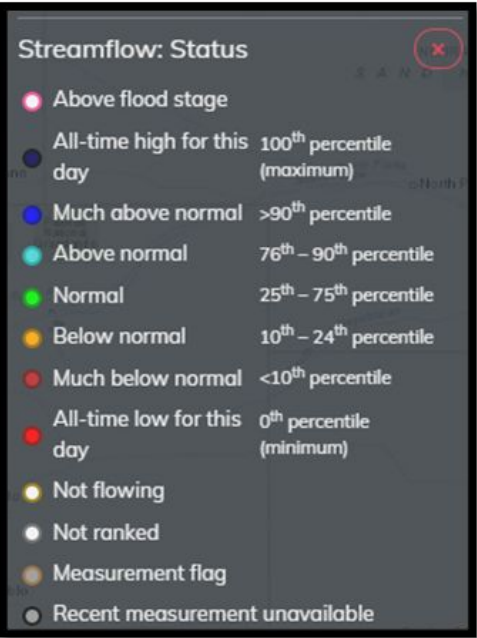 Streamflow: Status
Above flood stage
All-time high for this day 100th percentile (maximum)
Much above normal >90th percentile
Above normal 76th – 90th percentile
Normal 25th – 75th percentile
Below normal 10th – 24th percentile
Much below normal <10th percentile
All-time low for this day 0th percentile (minimum)
Not flowing
Not ranked
Measurement flag
Recent measurement unavailable